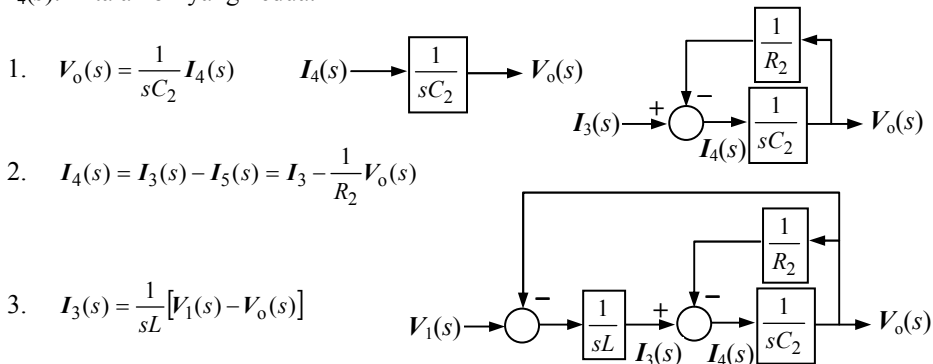 1. V_o(s) = 1/(sC_2) I_4(s) I_4(s) 1/(sC_2) V_o(s)
1/R_2
−
I_3(s) + I_4(s) 1/(sC_2) V_o(s)
2. I_4(s) = I_3(s) − I_5(s) = I_3 − 1/R_2 V_o(s)
1/R_2
3. I_3(s) = 1/(sL) [V_1(s) − V_o(s)]
− + −
V_1(s) 1/(sL) I_3(s) I_4(s) 1/(sC_2) V_o(s)